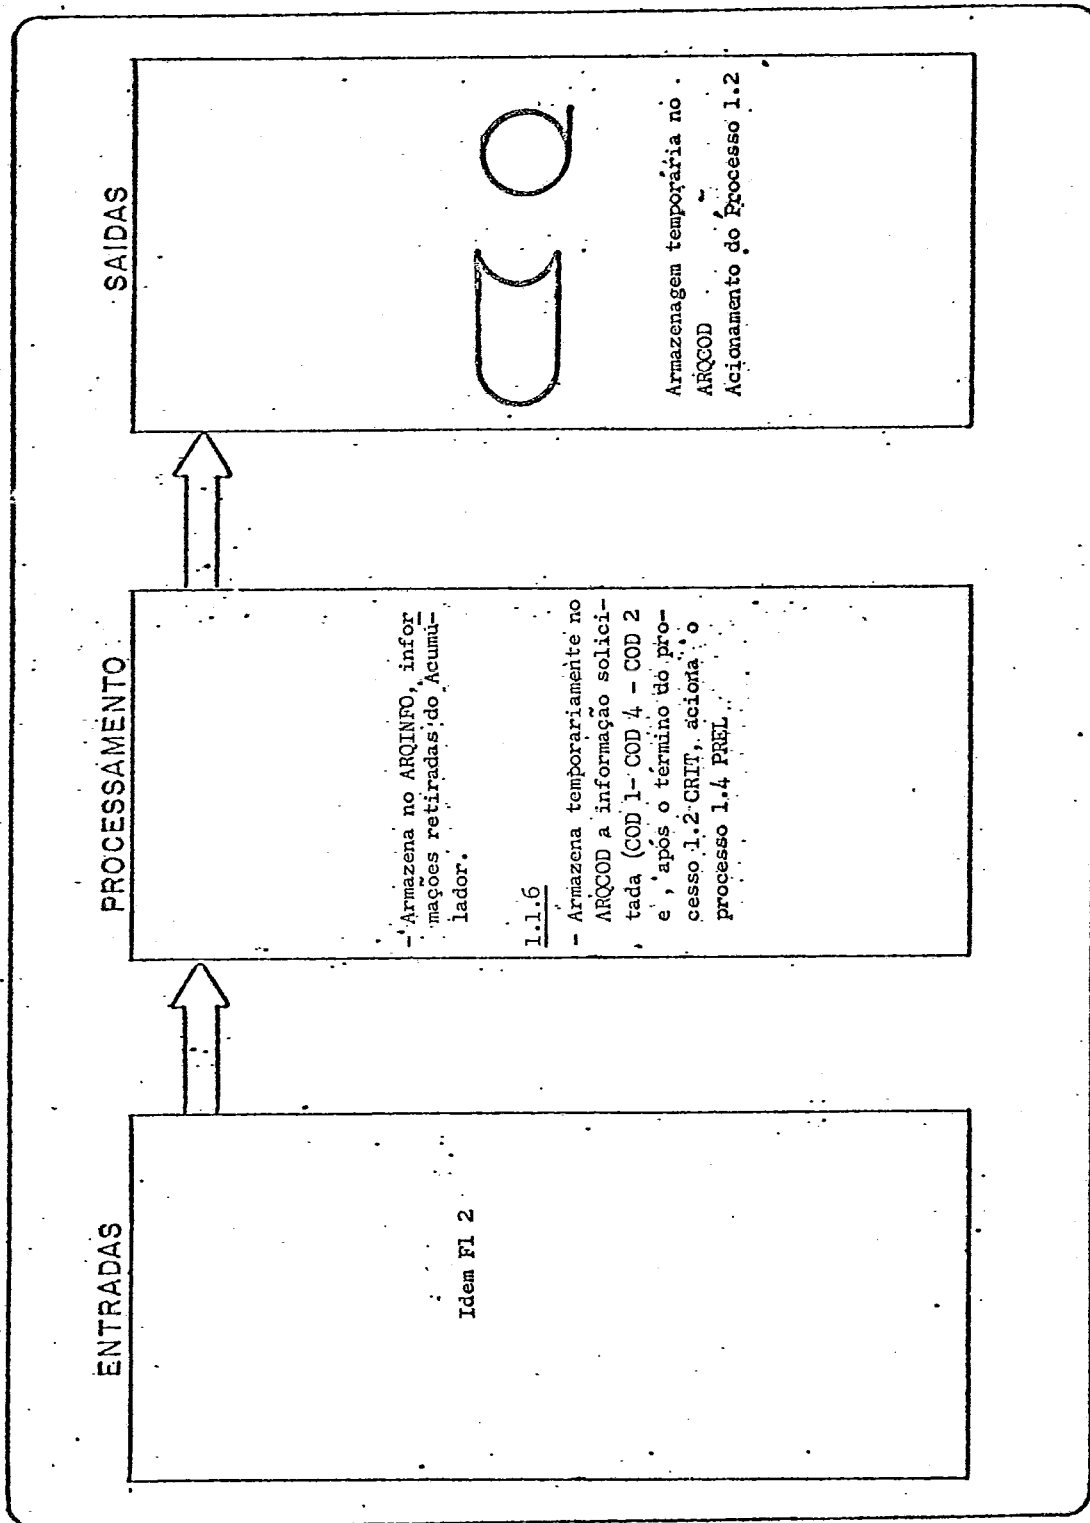 ENTRADAS
Idem Fl 2
PROCESSAMENTO
- Armazena no ARQINFO, infor
mações retiradas do Acumu-
lador.
1.1.6
- Armazena temporariamente no
ARQCOD a informação solici-
tada (COD 1- COD 4 - COD 2
e , após o término do pro-
cesso 1.2 CRIT, aciona o
processo 1.4 PREL
SAIDAS
Armazenagem temporária no
ARQCOD
Acionamento do Processo 1.2